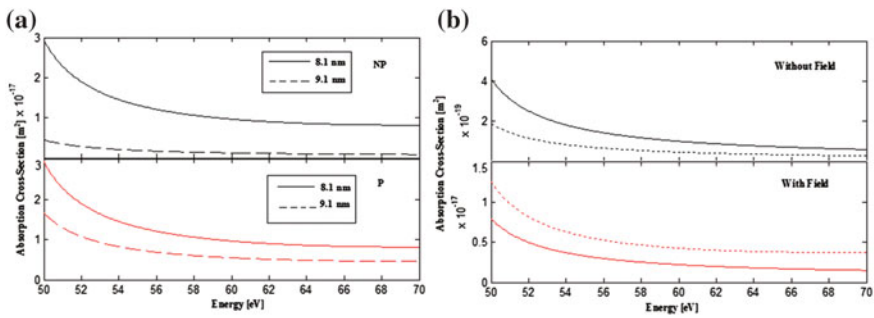 (a)
Absorption Cross-Section [m²] × 10⁻¹⁷
3
2
1
8.1 nm
9.1 nm
NP
3
2
1
0
8.1 nm
9.1 nm
P
50 52 54 56 58 60 62 64 66 68 70
Energy [eV]
(b)
Absorption Cross-Section [m²]
× 10⁻¹⁹
6
4
2
0
Without Field
× 10⁻¹⁷
1.5
1
0.5
0
With Field
50 52 54 56 58 60 62 64 66 68 70
Energy [eV]